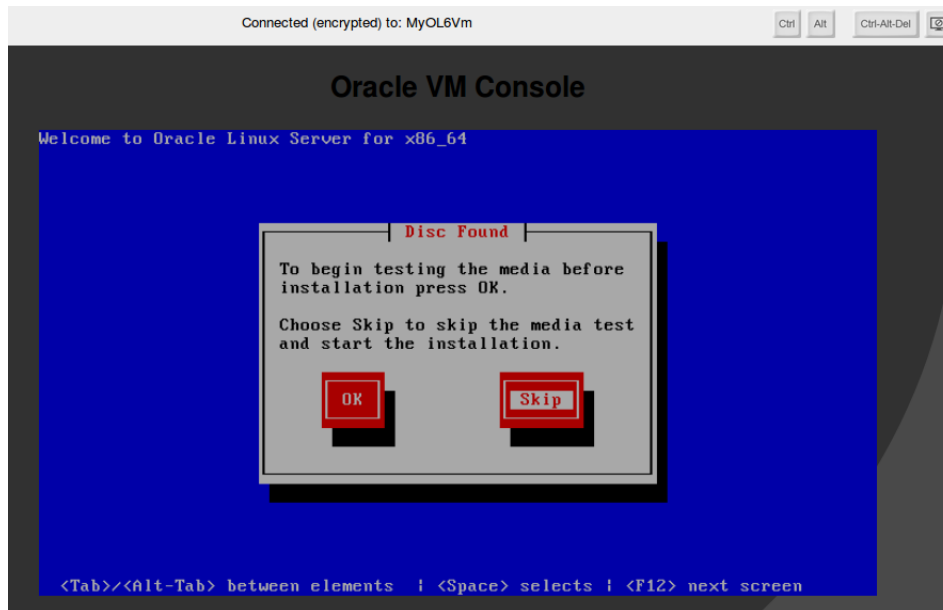 Connected (encrypted) to: MyOL6Vm
Ctrl Alt Ctrl-Alt-Del
Oracle VM Console
Welcome to Oracle Linux Server for x86_64
Disc Found
To begin testing the media before
installation press OK.
Choose Skip to skip the media test
and start the installation.
OK Skip
<Tab>/<Alt-Tab> between elements | <Space> selects | <F12> next screen